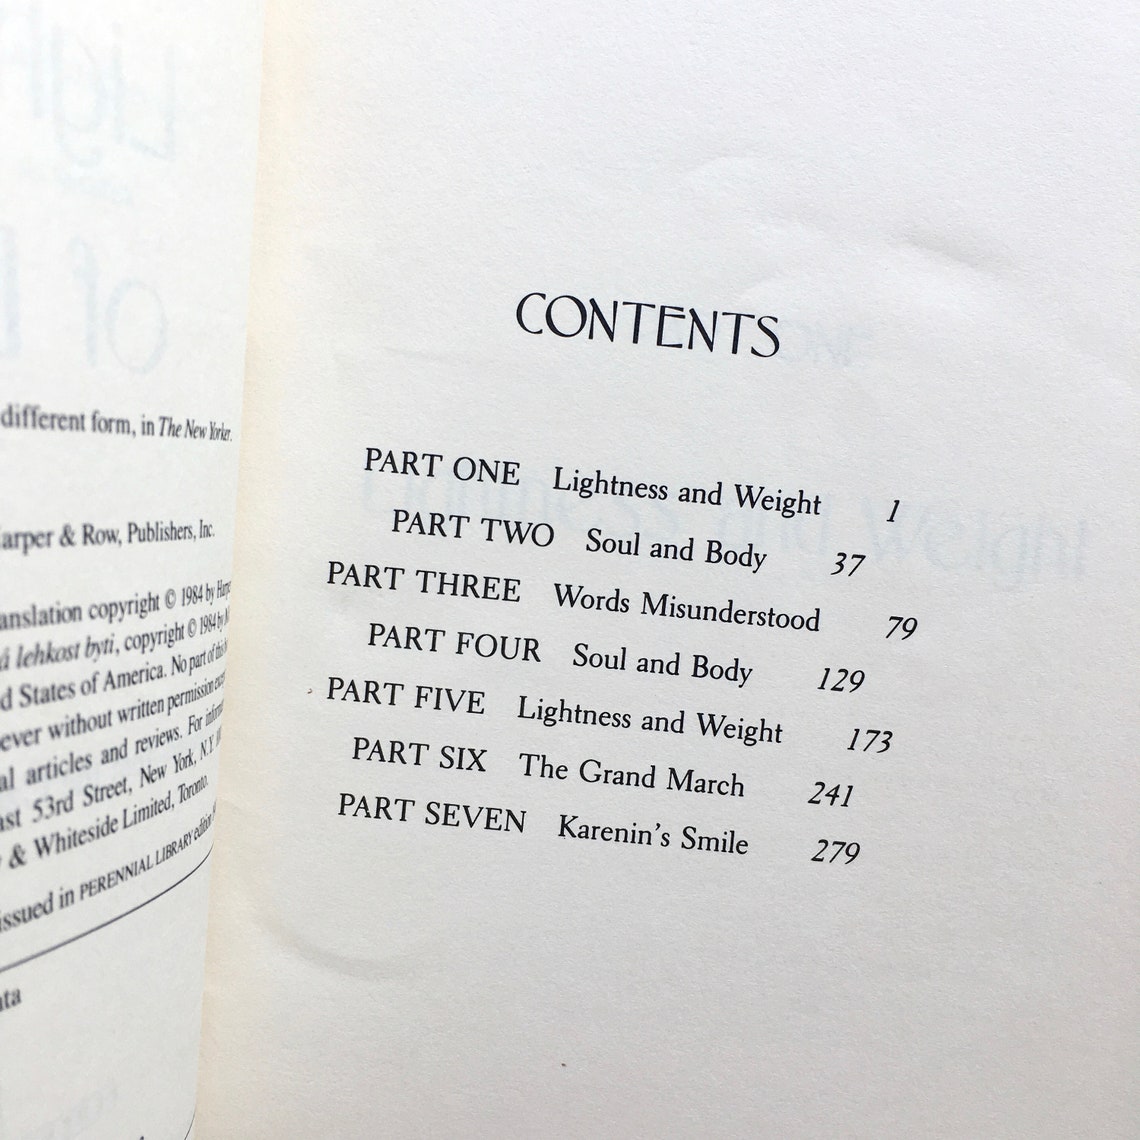 different form, in The New Yorker.
arper & Row, Publishers, Inc.
anslation copyright © 1984 by Harpe
á lehkost byti, copyright © 1984 by M
d States of America. No part of this b
ever without written permission exce
al articles and reviews. For inform
ast 53rd Street, New York, N.Y.
& Whiteside Limited, Toronto.
issued in PERENNIAL LIBRARY edition
ata
CONTENTS
PART ONE Lightness and Weight 1
PART TWO Soul and Body 37
PART THREE Words Misunderstood 79
PART FOUR Soul and Body 129
PART FIVE Lightness and Weight 173
PART SIX The Grand March 241
PART SEVEN Karenin's Smile 279